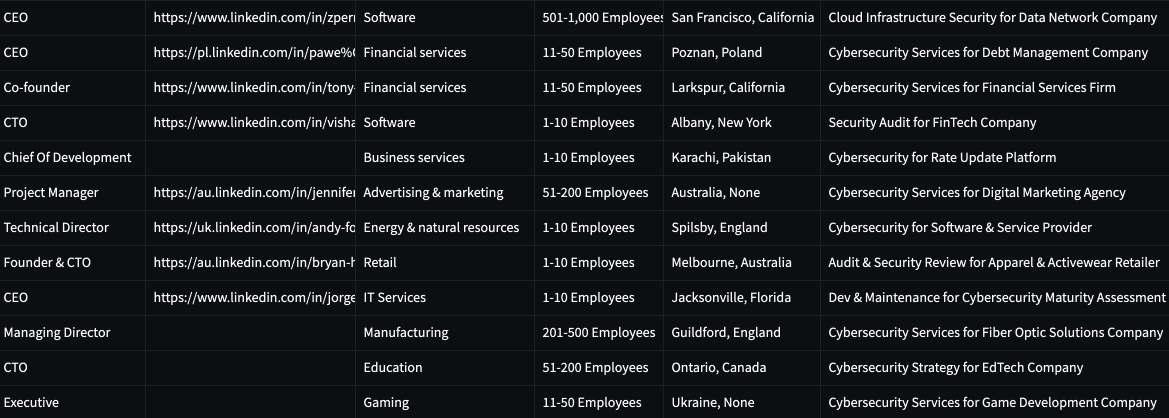 CEO https://www.linkedin.com/in/zper Software 501-1,000 Employees San Francisco, California Cloud Infrastructure Security for Data Network Company
CEO https://pl.linkedin.com/in/pawe%C Financial services 11-50 Employees Poznan, Poland Cybersecurity Services for Debt Management Company
Co-founder https://www.linkedin.com/in/tony- Financial services 11-50 Employees Larkspur, California Cybersecurity Services for Financial Services Firm
CTO https://www.linkedin.com/in/visha Software 1-10 Employees Albany, New York Security Audit for FinTech Company
Chief Of Development Business services 1-10 Employees Karachi, Pakistan Cybersecurity for Rate Update Platform
Project Manager https://au.linkedin.com/in/jennifer Advertising & marketing 51-200 Employees Australia, None Cybersecurity Services for Digital Marketing Agency
Technical Director https://uk.linkedin.com/in/andy-fo Energy & natural resources 1-10 Employees Spilsby, England Cybersecurity for Software & Service Provider
Founder & CTO https://au.linkedin.com/in/bryan-h Retail 1-10 Employees Melbourne, Australia Audit & Security Review for Apparel & Activewear Retailer
CEO https://www.linkedin.com/in/jorge IT Services 1-10 Employees Jacksonville, Florida Dev & Maintenance for Cybersecurity Maturity Assessment
Managing Director Manufacturing 201-500 Employees Guildford, England Cybersecurity Services for Fiber Optic Solutions Company
CTO Education 51-200 Employees Ontario, Canada Cybersecurity Strategy for EdTech Company
Executive Gaming 11-50 Employees Ukraine, None Cybersecurity Services for Game Development Company